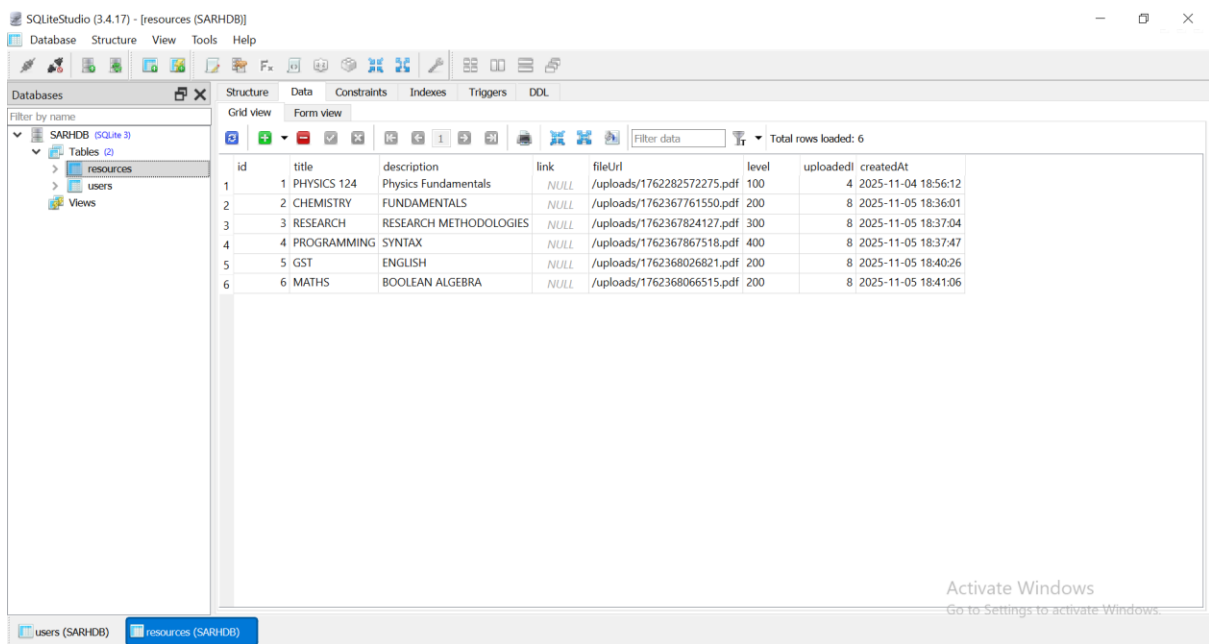 SQLiteStudio (3.4.17) - [resources (SARHDB)]
Database Structure View Tools Help
Databases
Filter by name
SARHDB (SQLite 3)
Tables (2)
resources
users
Views
Structure Data Constraints Indexes Triggers DDL
Grid view Form view
1 Filter data Total rows loaded: 6
id title description link fileUrl level uploadedI createdAt
1 1 PHYSICS 124 Physics Fundamentals NULL /uploads/1762282572275.pdf 100 4 2025-11-04 18:56:12
2 2 CHEMISTRY FUNDAMENTALS NULL /uploads/1762367761550.pdf 200 8 2025-11-05 18:36:01
3 3 RESEARCH RESEARCH METHODOLOGIES NULL /uploads/1762367824127.pdf 300 8 2025-11-05 18:37:04
4 4 PROGRAMMING SYNTAX NULL /uploads/1762367867518.pdf 400 8 2025-11-05 18:37:47
5 5 GST ENGLISH NULL /uploads/1762368026821.pdf 200 8 2025-11-05 18:40:26
6 6 MATHS BOOLEAN ALGEBRA NULL /uploads/1762368066515.pdf 200 8 2025-11-05 18:41:06
Activate Windows
Go to Settings to activate Windows.
users (SARHDB) resources (SARHDB)